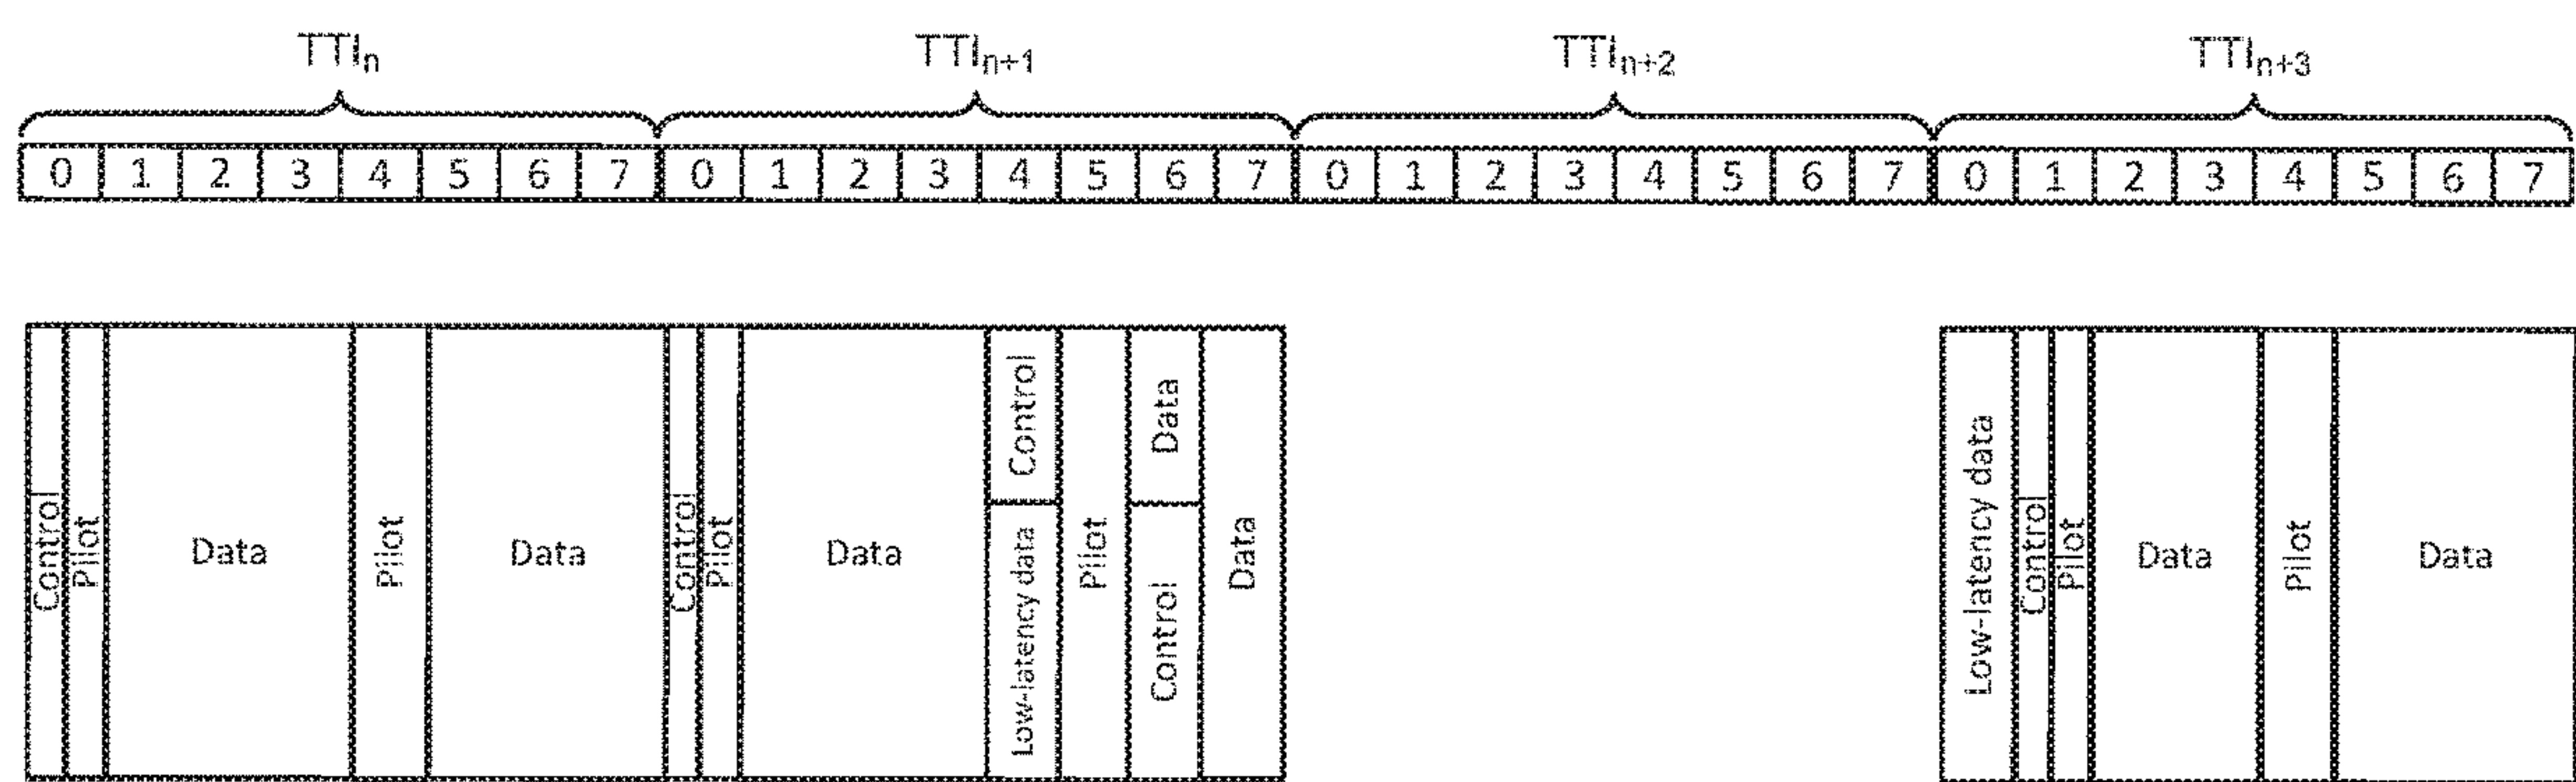 TTIn TTIn+1 TTIn+2 TTIn+3
0 1 2 3 4 5 6 7 0 1 2 3 4 5 6 7 0 1 2 3 4 5 6 7 0 1 2 3 4 5 6 7
Control
Pilot
Data
Pilot
Data
Control
Pilot
Data
Control
Low-latency data
Pilot
Data
Control
Data
Low-latency data
Control
Pilot
Data
Pilot
Data